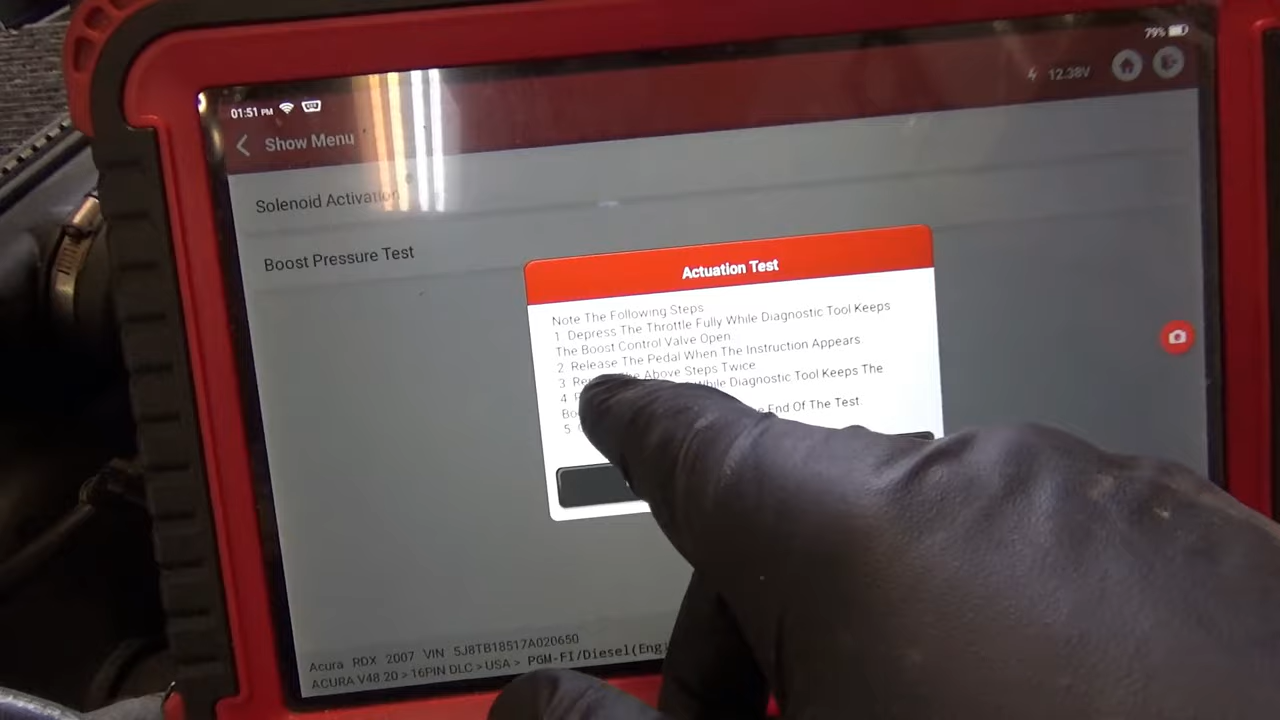 79%
01:51 PM
12.38V
Show Menu
Solenoid Activation
Boost Pressure Test
Actuation Test
Note The Following Steps
1 Depress The Throttle Fully While Diagnostic Tool Keeps
The Boost Control Valve Open
2 Release The Pedal When The Instruction Appears.
3 The Above Steps Twice
4 While Diagnostic Tool Keeps The
End Of The Test.
5
Acura RDX 2007 VIN 5J8TB18517A020650
ACURA V48.20 > 16PIN DLC > USA > PGM-FI/Diesel(Engi